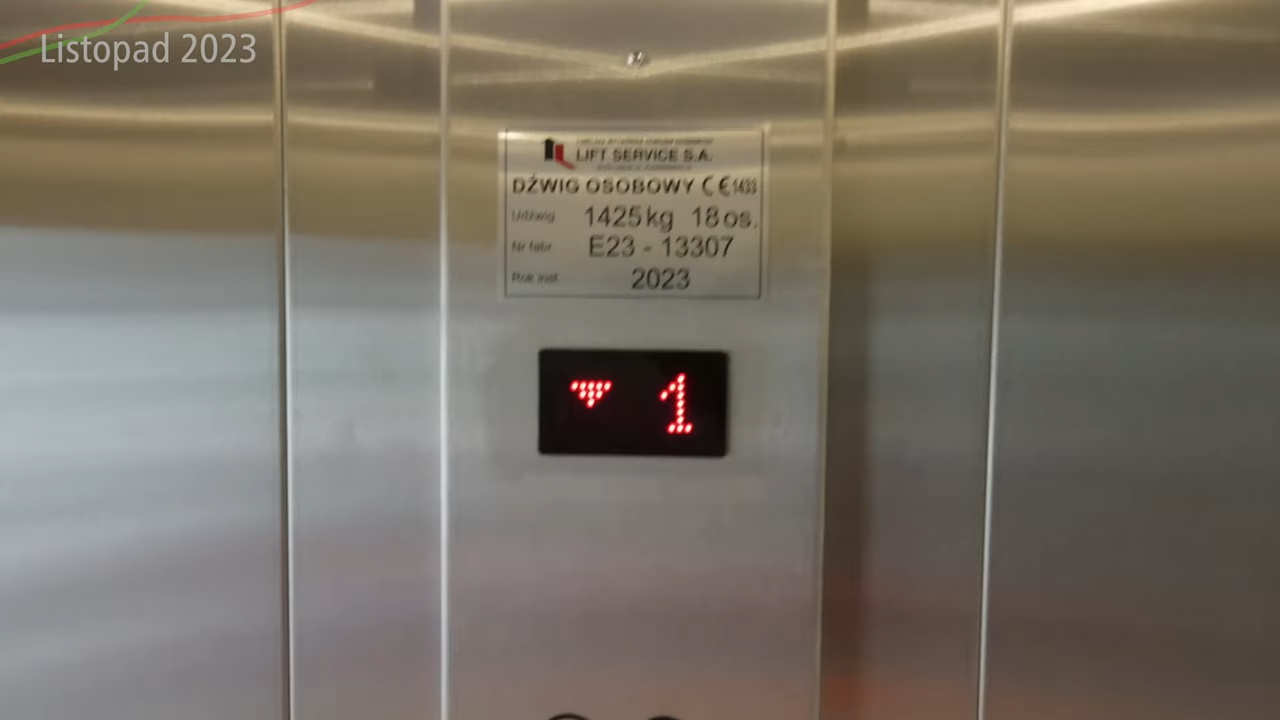 Listopad 2023
LIFT SERVICE S.A.
DŹWIG OSOBOWY CE 1433
Udźwig 1425 kg 18 os.
Nr fabr. E23 - 13307
Rok inst. 2023
1